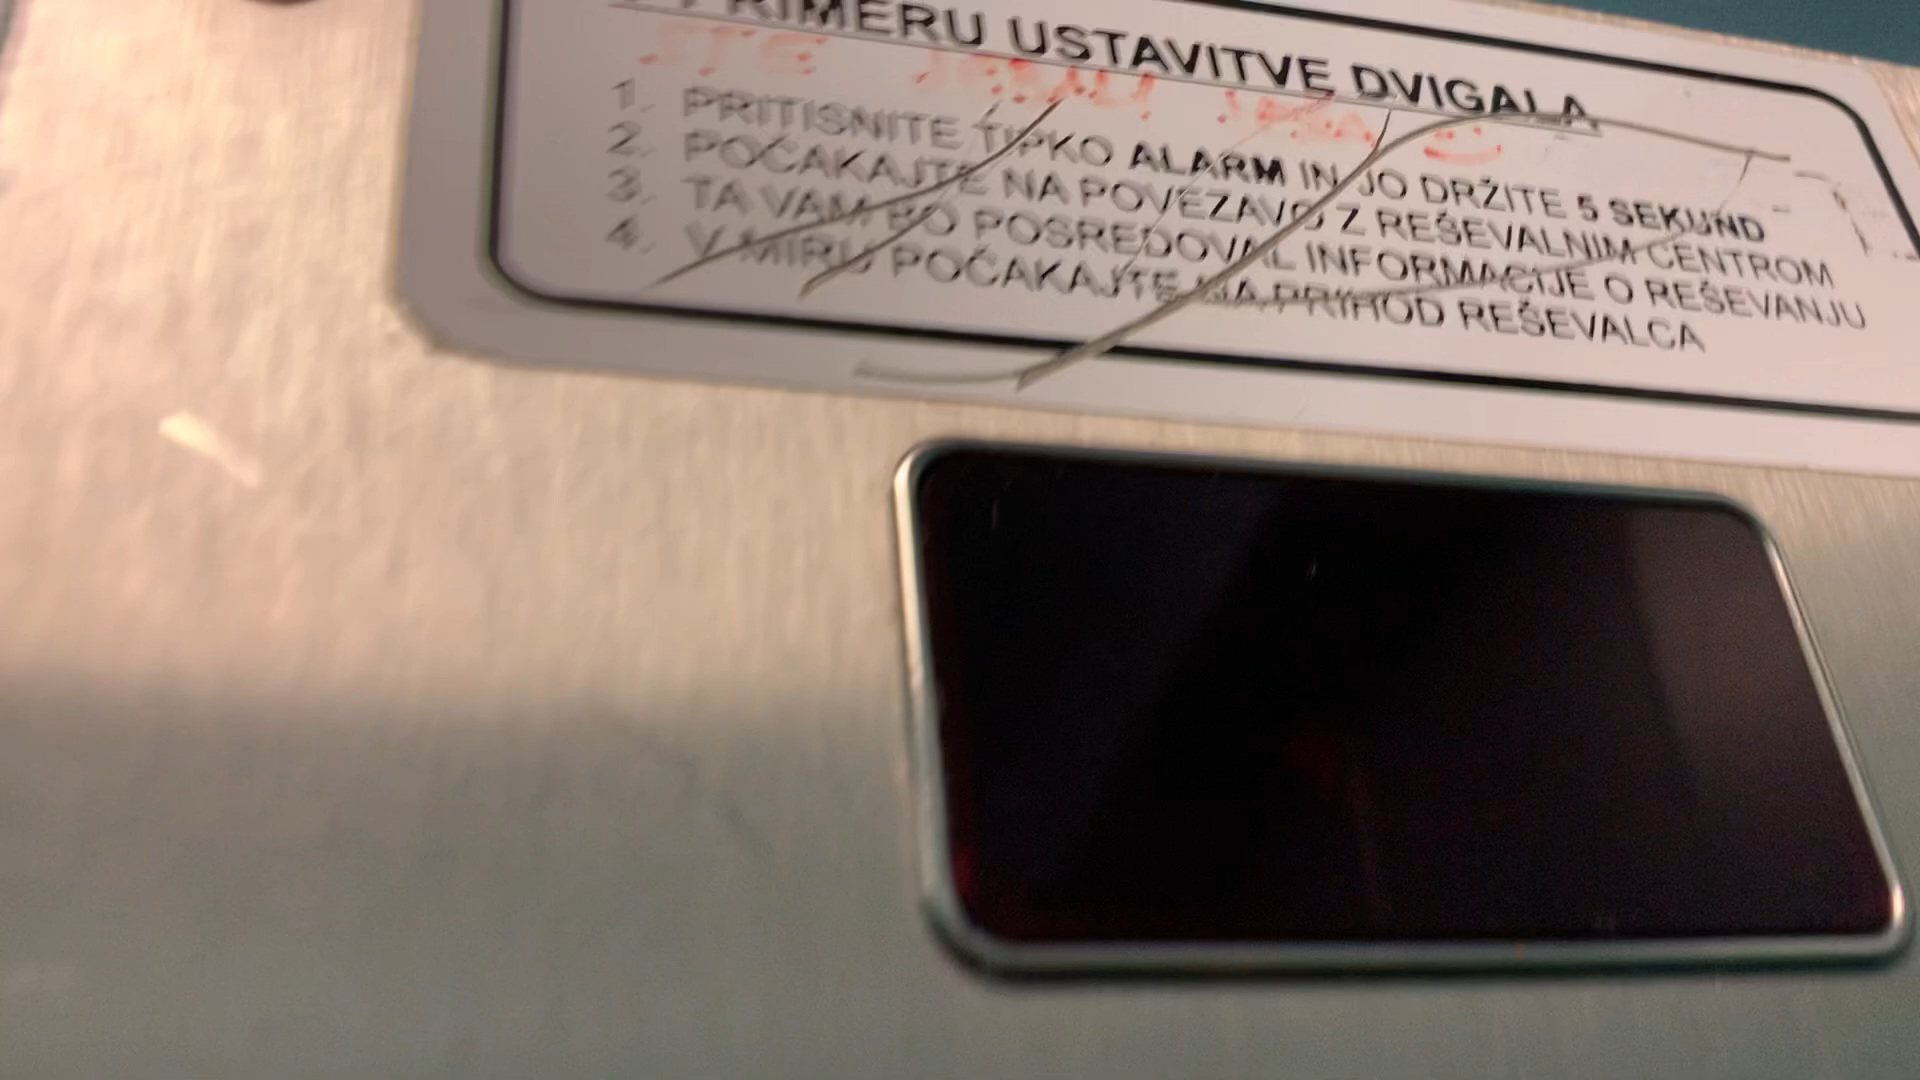 PRIMERU USTAVITVE DVIGALA
STE
1. PRITISNITE TIPKO ALARM IN JO DRŽITE 5 SEKUND
2. POČAKAJTE NA POVEZAVO Z REŠEVALNIM CENTROM
3. TA VAM BO POSREDOVAL INFORMACIJE O REŠEVANJU
4. V MIRU POČAKAJTE NA PRIHOD REŠEVALCA